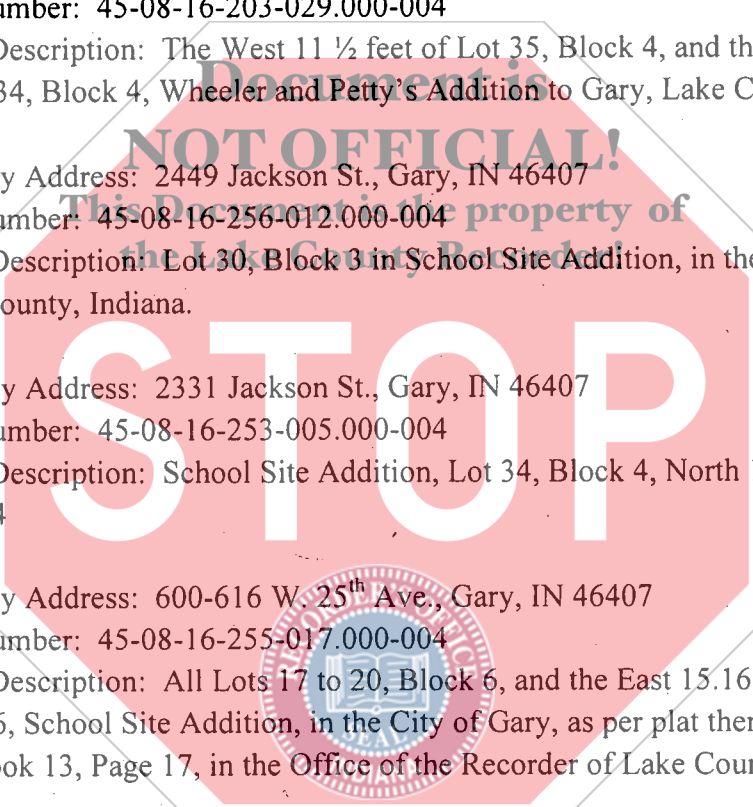 umber: 45-08-16-203-029.000-004
Description: The West 11 ½ feet of Lot 35, Block 4, and th
34, Block 4, Wheeler and Petty's Addition to Gary, Lake C
Document is
NOT OFFICIAL!
This Document is the property of
the Lake County Recorder!
y Address: 2449 Jackson St., Gary, IN 46407
umber: 45-08-16-256-012.000-004
Description: Lot 30, Block 3 in School Site Addition, in the
ounty, Indiana.
STOP
y Address: 2331 Jackson St., Gary, IN 46407
umber: 45-08-16-253-005.000-004
Description: School Site Addition, Lot 34, Block 4, North
4
y Address: 600-616 W. 25th Ave., Gary, IN 46407
umber: 45-08-16-255-017.000-004
Description: All Lots 17 to 20, Block 6, and the East 15.16
6, School Site Addition, in the City of Gary, as per plat ther
ook 13, Page 17, in the Office of the Recorder of Lake Cour
SEAL
INDIANA